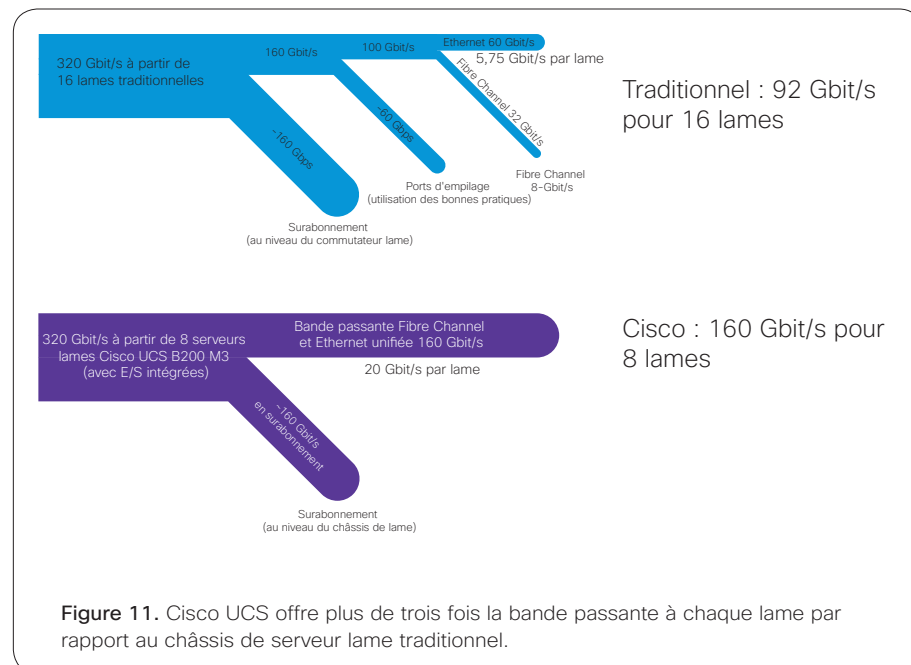 320 Gbit/s à partir de
16 lames traditionnelles
160 Gbit/s
100 Gbit/s
Ethernet 60 Gbit/s
5,75 Gbit/s par lame
~160 Gbps
~60 Gbps
Fibre Channel 32 Gbit/s
Fibre Channel
8-Gbit/s
Ports d'empilage
(utilisation des bonnes pratiques)
Surabonnement
(au niveau du commutateur lame)
Traditionnel : 92 Gbit/s
pour 16 lames
320 Gbit/s à partir de 8 serveurs
lames Cisco UCS B200 M3
(avec E/S intégrées)
Bande passante Fibre Channel
et Ethernet unifiée 160 Gbit/s
20 Gbit/s par lame
~160 Gbit/s
en surabonnement
Surabonnement
(au niveau du châssis de lame)
Cisco : 160 Gbit/s pour
8 lames
Figure 11. Cisco UCS offre plus de trois fois la bande passante à chaque lame par
rapport au châssis de serveur lame traditionnel.